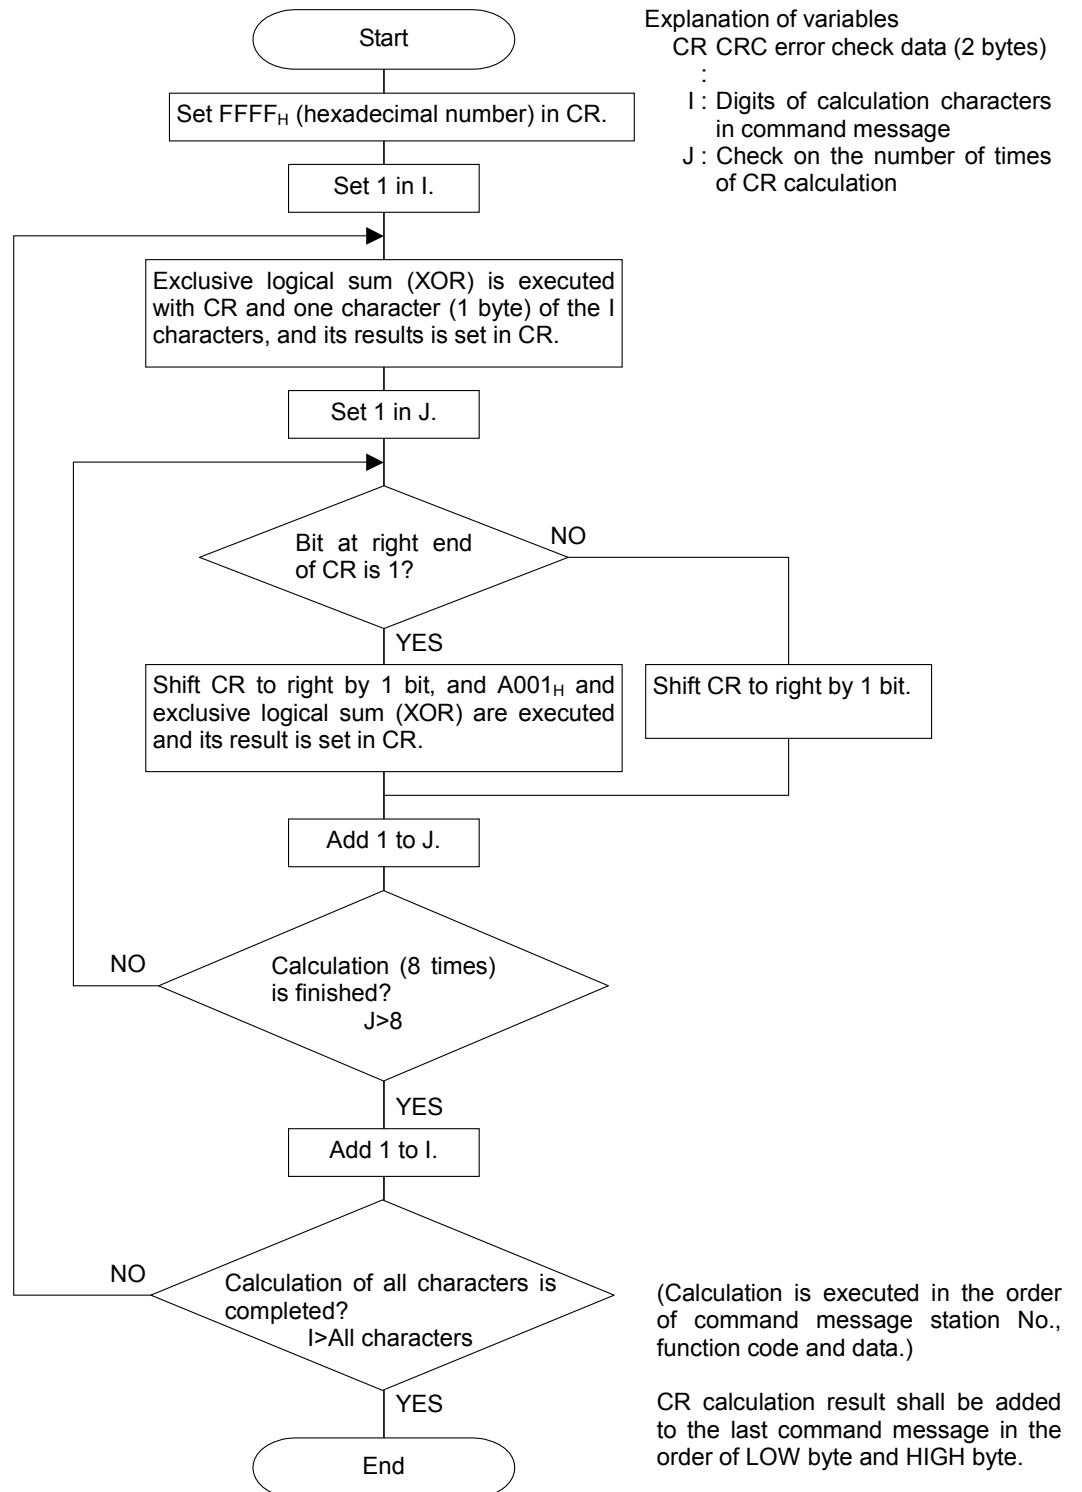 Start
Explanation of variables
CR CRC error check data (2 bytes)
:
I : Digits of calculation characters
in command message
J : Check on the number of times
of CR calculation
Set FFFFH (hexadecimal number) in CR.
Set 1 in I.
Exclusive logical sum (XOR) is executed
with CR and one character (1 byte) of the I
characters, and its results is set in CR.
Set 1 in J.
Bit at right end
of CR is 1?
NO
YES
Shift CR to right by 1 bit, and A001H and
exclusive logical sum (XOR) are executed
and its result is set in CR.
Shift CR to right by 1 bit.
Add 1 to J.
NO
Calculation (8 times)
is finished?
J>8
YES
Add 1 to I.
NO
Calculation of all characters is
completed?
I>All characters
YES
(Calculation is executed in the order
of command message station No.,
function code and data.)
CR calculation result shall be added
to the last command message in the
order of LOW byte and HIGH byte.
End